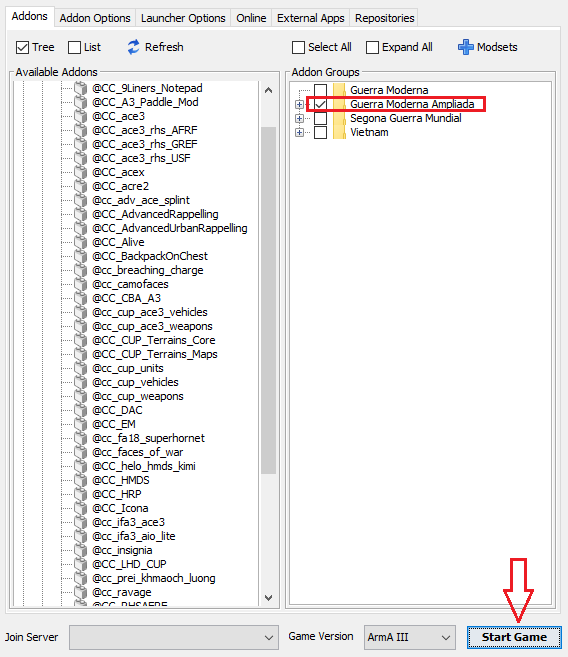 Addons Addon Options Launcher Options Online External Apps Repositories
Tree List Refresh Select All Expand All Modsets
Available Addons
@CC_9Liners_Notepad
@CC_A3_Paddle_Mod
@CC_ace3
@CC_ace3_rhs_AFRF
@CC_ace3_rhs_GREF
@CC_ace3_rhs_USF
@CC_acex
@CC_acre2
@cc_adv_ace_splint
@CC_AdvancedRappelling
@CC_AdvancedUrbanRappelling
@CC_Alive
@CC_BackpackOnChest
@cc_breaching_charge
@cc_camofaces
@CC_CBA_A3
@cc_cup_ace3_vehicles
@cc_cup_ace3_weapons
@CC_CUP_Terrains_Core
@CC_CUP_Terrains_Maps
@cc_cup_units
@cc_cup_vehicles
@cc_cup_weapons
@CC_DAC
@CC_EM
@cc_fa18_superhornet
@cc_faces_of_war
@CC_helo_hmds_kimi
@CC_HMDS
@CC_HRP
@CC_Icona
@cc_ifa3_ace3
@cc_ifa3_aio_lite
@cc_insignia
@CC_LHD_CUP
@cc_prei_khmaoch_luong
@cc_ravage
@CC_RHSAFRF
Addon Groups
Guerra Moderna
Guerra Moderna Ampliada
Segona Guerra Mundial
Vietnam
Join Server Game Version ArmA III Start Game